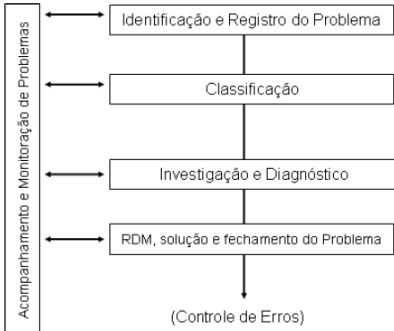 Acompanhamento e Monitoração de Problemas
Identificação e Registro do Problema
Classificação
Investigação e Diagnóstico
RDM, solução e fechamento do Problema
(Controle de Erros)